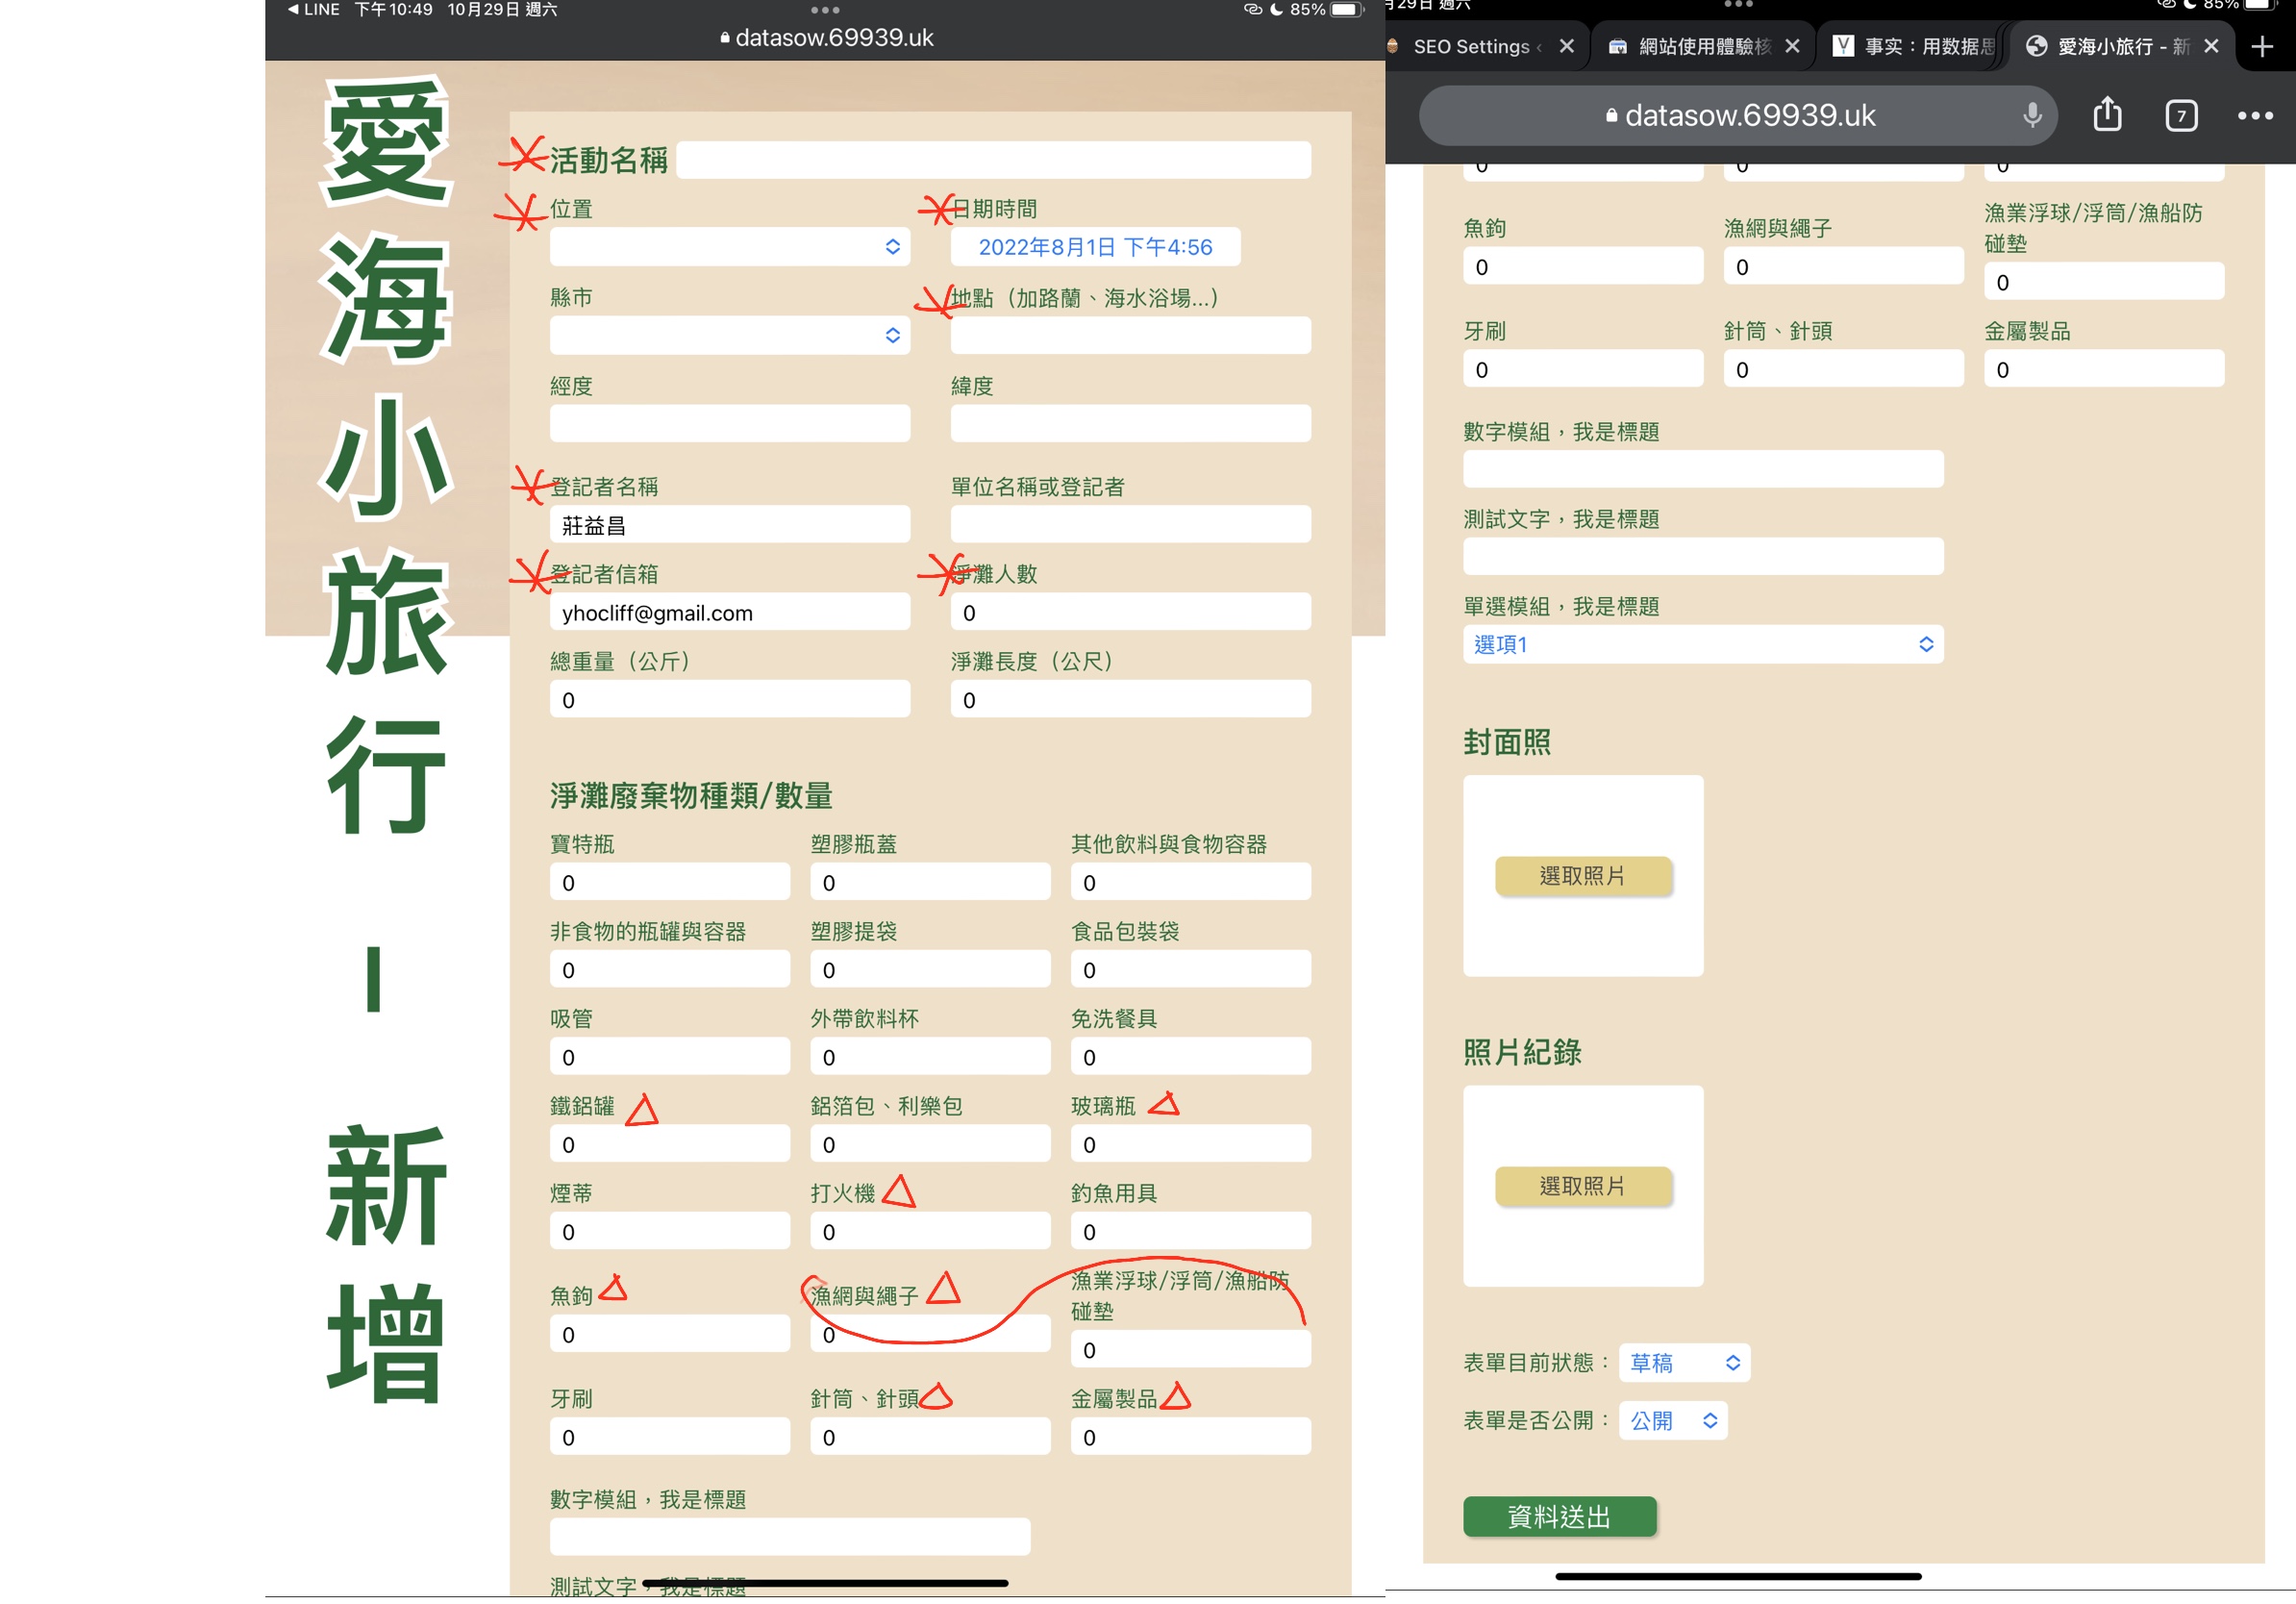 LINE 下午10:49 10月29日 週六
85%
datasow.69939.uk
愛海小旅行 - 新增
活動名稱
位置
日期時間
2022年8月1日 下午4:56
縣市
地點（加路蘭、海水浴場...）
經度
緯度
登記者名稱
單位名稱或登記者
莊益昌
登記者信箱
淨灘人數
yhocliff@gmail.com
0
總重量（公斤）
淨灘長度（公尺）
0
0
淨灘廢棄物種類/數量
寶特瓶
塑膠瓶蓋
其他飲料與食物容器
0
0
0
非食物的瓶罐與容器
塑膠提袋
食品包裝袋
0
0
0
吸管
外帶飲料杯
免洗餐具
0
0
0
鐵鋁罐
鋁箔包、利樂包
玻璃瓶
0
0
0
煙蒂
打火機
釣魚用具
0
0
0
魚鉤
漁網與繩子
漁業浮球/浮筒/漁船防
碰墊
0
0
0
牙刷
針筒、針頭
金屬製品
0
0
0
數字模組，我是標題
測試文字，我是標題
月29日 週六
85%
SEO Settings ‹
網站使用體驗核
事实：用数据思
愛海小旅行 - 新
datasow.69939.uk
7
0
0
0
魚鉤
漁網與繩子
漁業浮球/浮筒/漁船防
碰墊
0
0
0
牙刷
針筒、針頭
金屬製品
0
0
0
數字模組，我是標題
測試文字，我是標題
單選模組，我是標題
選項1
封面照
選取照片
照片紀錄
選取照片
表單目前狀態：
草稿
表單是否公開：
公開
資料送出